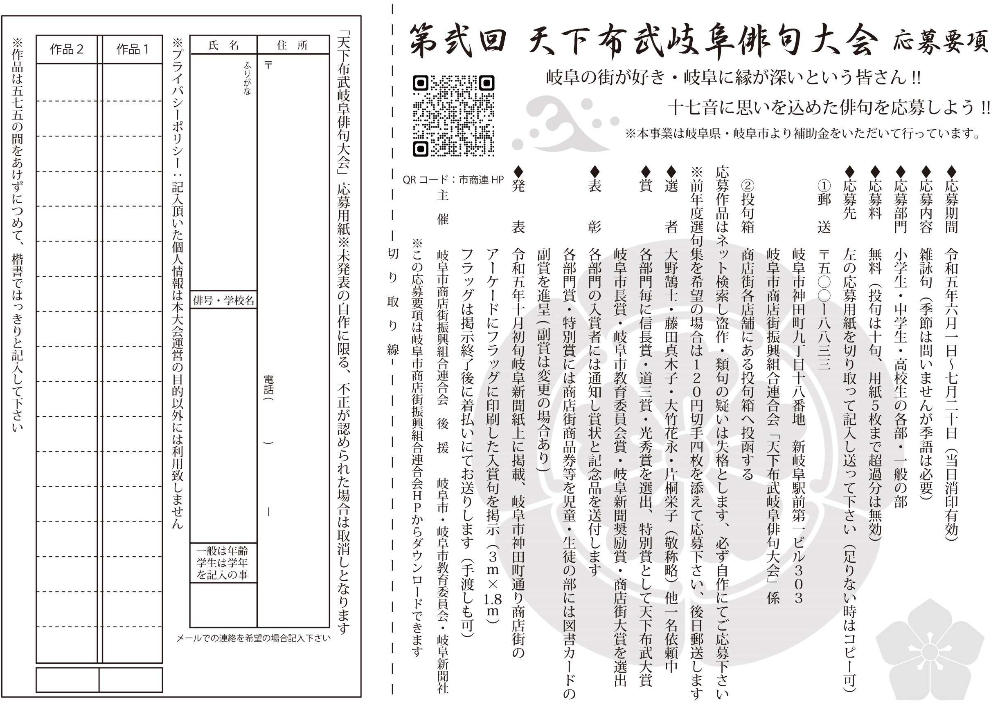 第弐回 天下布武岐阜俳句大会 応募要項
岐阜の街が好き・岐阜に縁が深いという皆さん!!
十七音に思いを込めた俳句を応募しよう!!
※本事業は岐阜県・岐阜市より補助金をいただいて行っています。
◆応募期間 令和五年六月一日～七月二十日（当日消印有効）
◆応募内容 雑詠句（季節は問いませんが季語は必要）
◆応募部門 小学生・中学生・高校生の各部・一般の部
◆応募料 無料（投句は十句、用紙５枚まで超過分は無効）
◆応募先 左の応募用紙を切り取って記入し送って下さい（足りない時はコピー可）
①郵 送 〒五〇〇ー八八三三
岐阜市神田町九丁目十八番地 新岐阜駅前第一ビル３０３
岐阜市商店街振興組合連合会「天下布武岐阜俳句大会」係
②投句箱 商店街各店舗にある投句箱へ投函する
応募作品はネット検索し盗作・類句の疑いは失格とします、必ず自作にてご応募下さい
※前年度選句集を希望の場合は１２０円切手四枚を添えて応募下さい、後日郵送します
◆選 者 大野鵠士・藤田真木子・大竹花永・片桐栄子（敬称略）他一名依頼中
◆賞 各部門毎に信長賞・道三賞・光秀賞を選出、特別賞として天下布武大賞
岐阜市長賞・岐阜市教育委員会賞・岐阜新聞奨励賞・商店街大賞を選出
◆表 彰 各部門の入賞者には通知し賞状と記念品を送付します
各部門賞・特別賞には商店街商品券等を児童・生徒の部には図書カードの
副賞を進呈（副賞は変更の場合あり）
◆発 表 令和五年十月初旬岐阜新聞紙上に掲載、岐阜市神田町通り商店街の
アーケードにフラッグに印刷した入賞句を掲示（３ｍ×1.8ｍ）
フラッグは掲示終了後に着払いにてお送りします（手渡しも可）
QRコード：市商連HP
主 催 岐阜市商店街振興組合連合会 後 援 岐阜市・岐阜市教育委員会・岐阜新聞社
※この応募要項は岐阜市商店街振興組合連合会ＨＰからダウンロードできます
切り取り線
「天下布武岐阜俳句大会」応募用紙※未発表の自作に限る、不正が認められた場合は取消しとなります
住 所
〒
電話（ ） ー
氏 名
ふりがな
俳号・学校名
一般は年齢
学生は学年
を記入の事
メールでの連絡を希望の場合記入下さい
※プライバシーポリシー：記入頂いた個人情報は本大会運営の目的以外には利用致しません
作品１
作品２
※作品は五七五の間をあけずにつめて、楷書ではっきりと記入して下さい